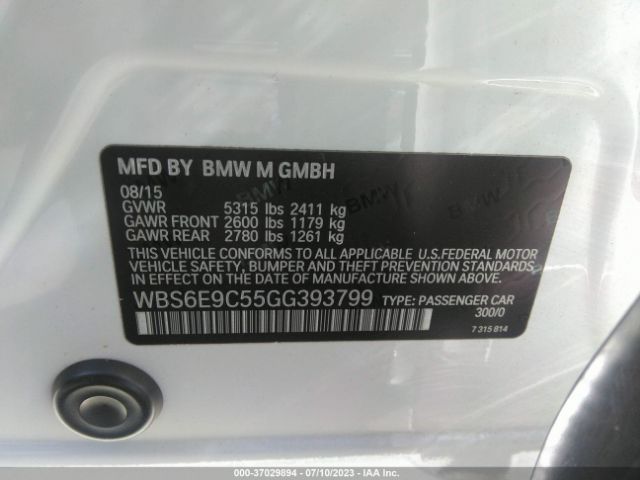 MFD BY BMW M GMBH
08/15
GVWR 5315 lbs 2411 kg
GAWR FRONT 2600 lbs 1179 kg
GAWR REAR 2780 lbs 1261 kg
THIS VEHICLE CONFORMS TO ALL APPLICABLE U.S.FEDERAL MOTOR
VEHICLE SAFETY, BUMPER AND THEFT PREVENTION STANDARDS
IN EFFECT ON THE DATE OF MANUFACTURE SHOWN ABOVE.
WBS6E9C55GG393799 TYPE: PASSENGER CAR
300/0
7 315 814
000-37029894 - 07/10/2023 - IAA Inc.